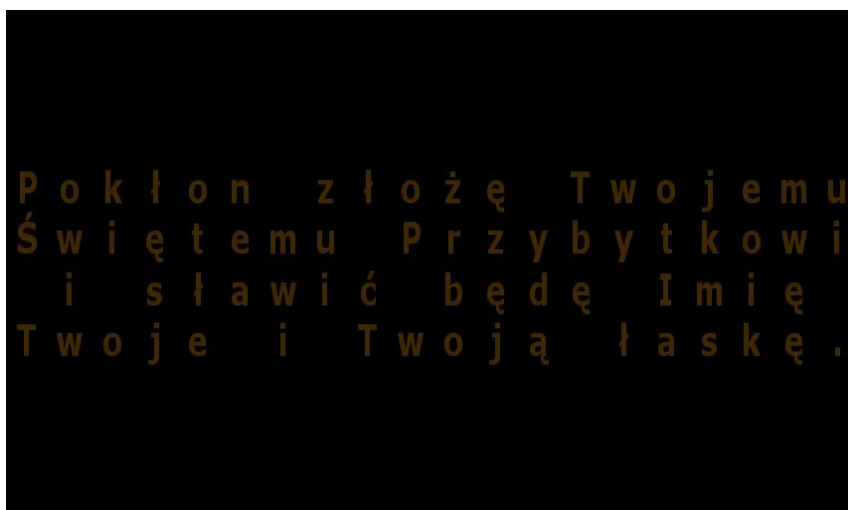 Pokłon złożę Twojemu
Świętemu Przybytkowi
i sławić będę Imię
Twoje i Twoją łaskę.